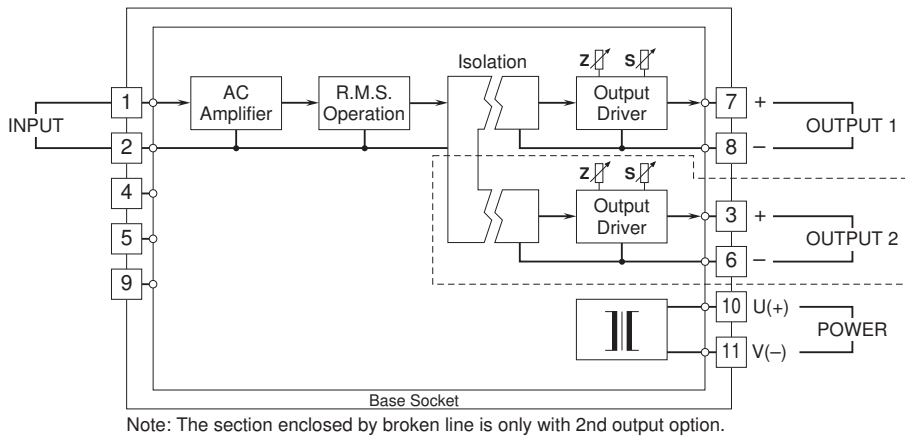 Isolation
Z S
AC
Amplifier
R.M.S.
Operation
Output
Driver
1
INPUT
2
4
5
9
7 +
OUTPUT 1
8 –
Z S
Output
Driver
3 +
OUTPUT 2
6 –
10 U(+)
POWER
11 V(–)
Base Socket
Note: The section enclosed by broken line is only with 2nd output option.